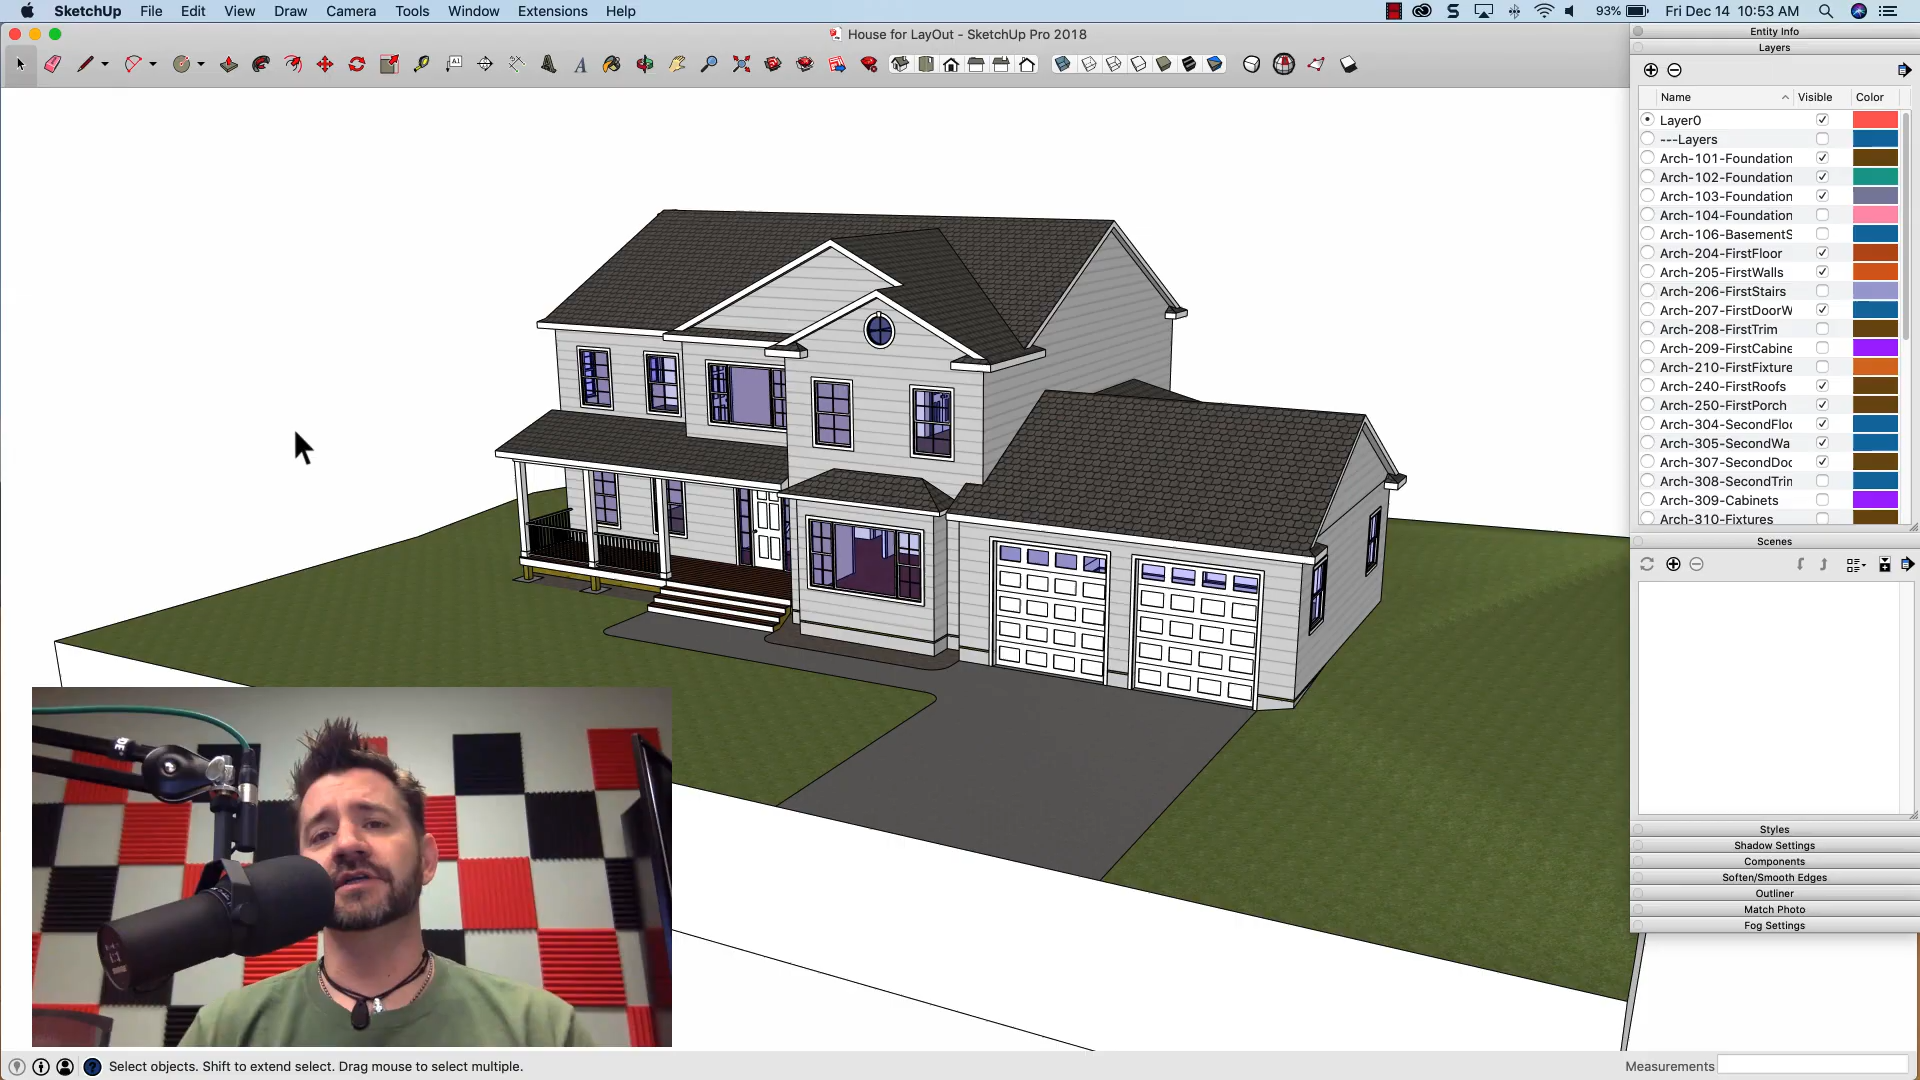 SketchUp File Edit View Draw Camera Tools Window Extensions Help 93% Fri Dec 14 10:53 AM
House for LayOut - SketchUp Pro 2018
Entity Info
Layers
Name Visible Color
Layer0
---Layers
Arch-101-Foundation
Arch-102-Foundation
Arch-103-Foundation
Arch-104-Foundation
Arch-106-BasementS
Arch-204-FirstFloor
Arch-205-FirstWalls
Arch-206-FirstStairs
Arch-207-FirstDoorW
Arch-208-FirstTrim
Arch-209-FirstCabine
Arch-210-FirstFixture
Arch-240-FirstRoofs
Arch-250-FirstPorch
Arch-304-SecondFloo
Arch-305-SecondWa
Arch-307-SecondDoo
Arch-308-SecondTrin
Arch-309-Cabinets
Arch-310-Fixtures
Scenes
Styles
Shadow Settings
Components
Soften/Smooth Edges
Outliner
Match Photo
Fog Settings
Select objects. Shift to extend select. Drag mouse to select multiple.
Measurements